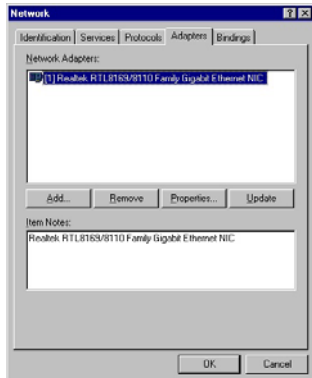 Network
Identification Services Protocols Adapters Bindings
Network Adapters:
[1] Realtek RTL8169/8110 Family Gigabit Ethernet NIC
Add... Remove Properties... Update
Item Notes:
Realtek RTL8169/8110 Family Gigabit Ethernet NIC
OK Cancel